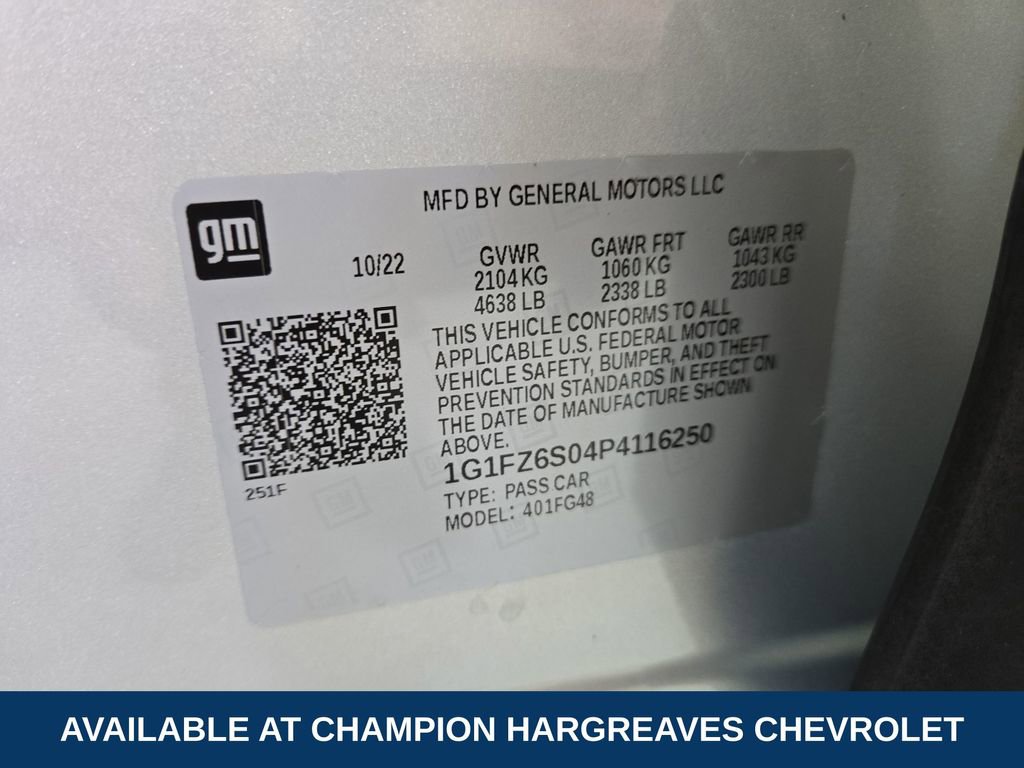 gm
MFD BY GENERAL MOTORS LLC
10/22
GVWR
2104 KG
4638 LB
GAWR FRT
1060 KG
2338 LB
GAWR RR
1043 KG
2300 LB
THIS VEHICLE CONFORMS TO ALL
APPLICABLE U.S. FEDERAL MOTOR
VEHICLE SAFETY, BUMPER, AND THEFT
PREVENTION STANDARDS IN EFFECT ON
THE DATE OF MANUFACTURE SHOWN
ABOVE.
1G1FZ6S04P4116250
TYPE: PASS CAR
MODEL: 401FG48
251F
AVAILABLE AT CHAMPION HARGREAVES CHEVROLET